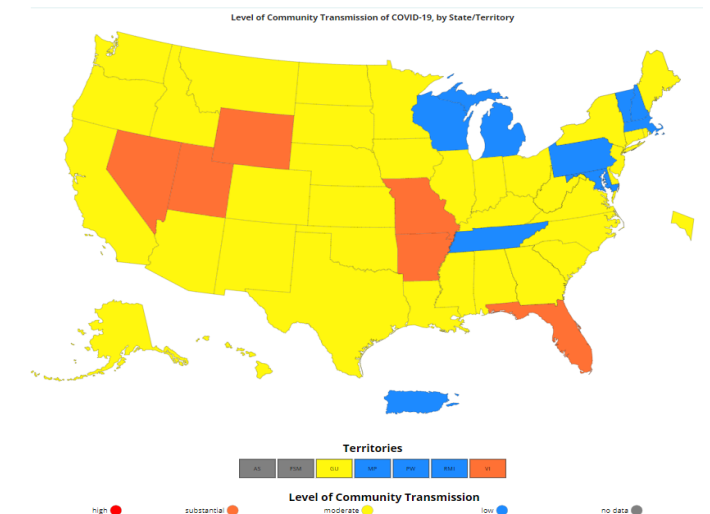 Level of Community Transmission of COVID-19, by State/Territory
Territories
AS FSM GU MP PW RMI VI
Level of Community Transmission
high substantial moderate low no data